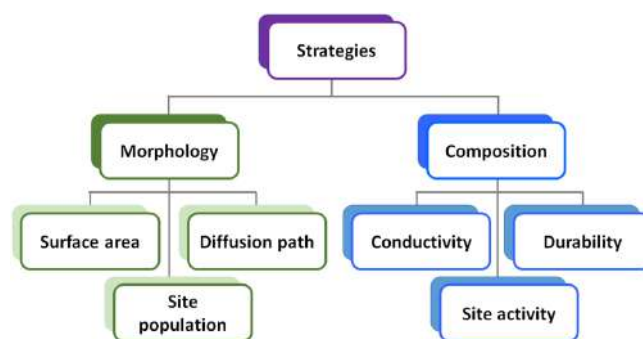 Strategies
Morphology
Composition
Surface area
Diffusion path
Conductivity
Durability
Site
population
Site activity